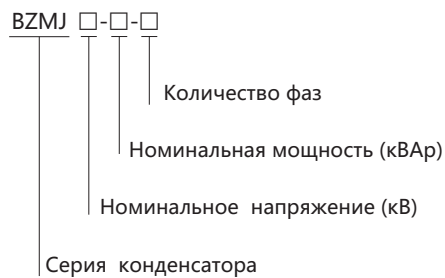 BZMJ □-□-□
Количество фаз
Номинальная мощность (кВАр)
Номинальное напряжение (кВ)
Серия конденсатора